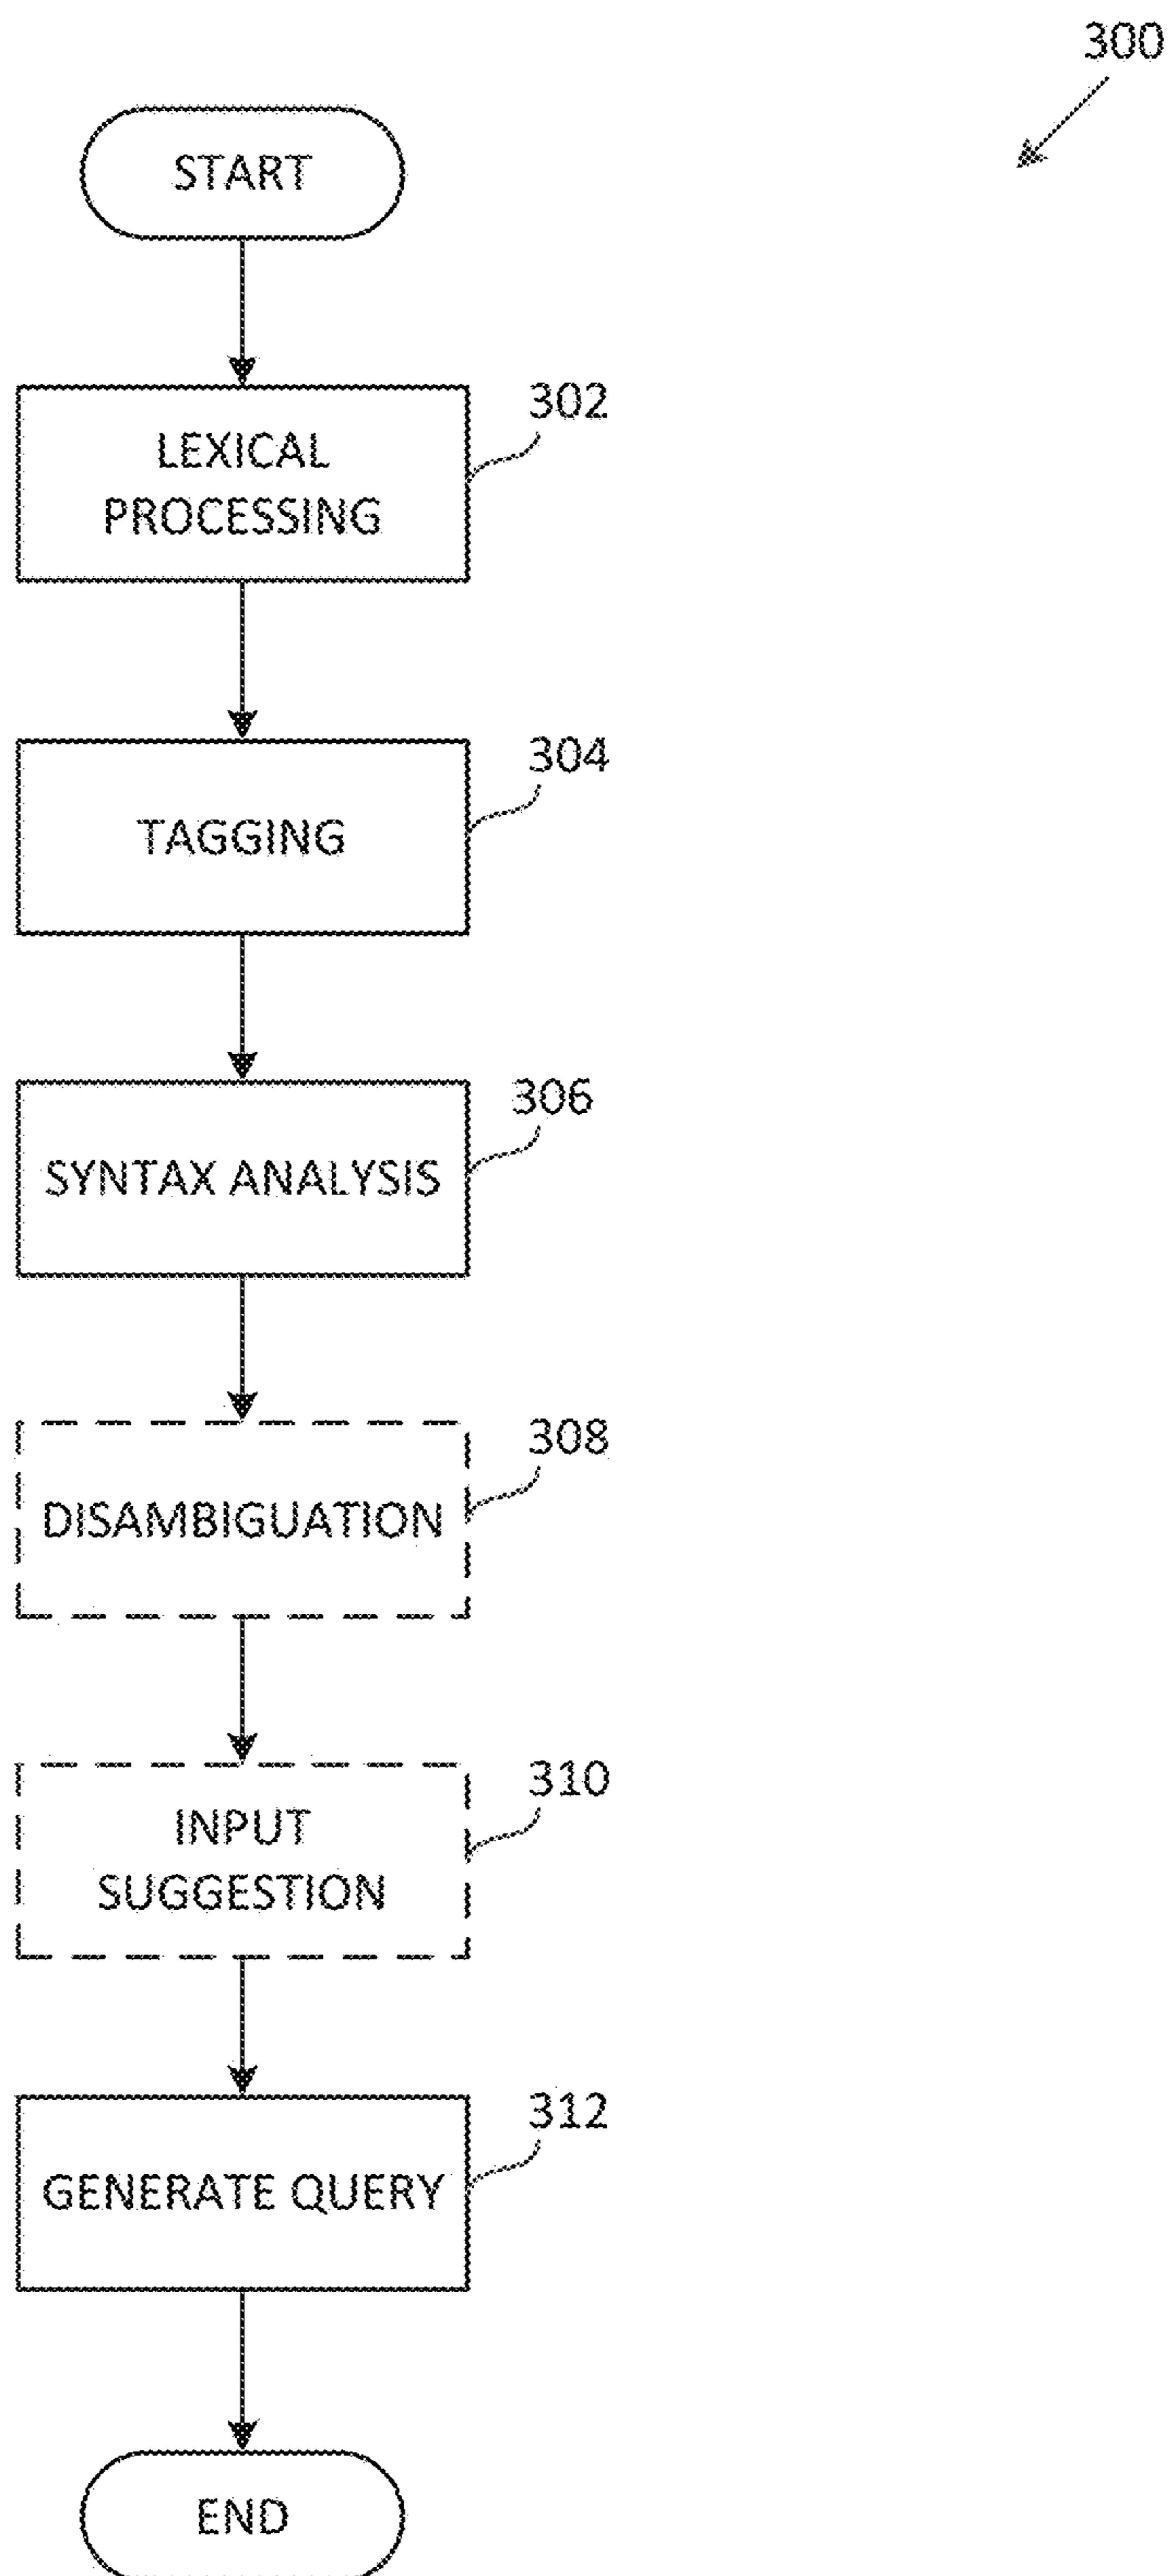 300
START
302
LEXICAL
PROCESSING
304
TAGGING
306
SYNTAX ANALYSIS
308
DISAMBIGUATION
310
INPUT
SUGGESTION
312
GENERATE QUERY
END